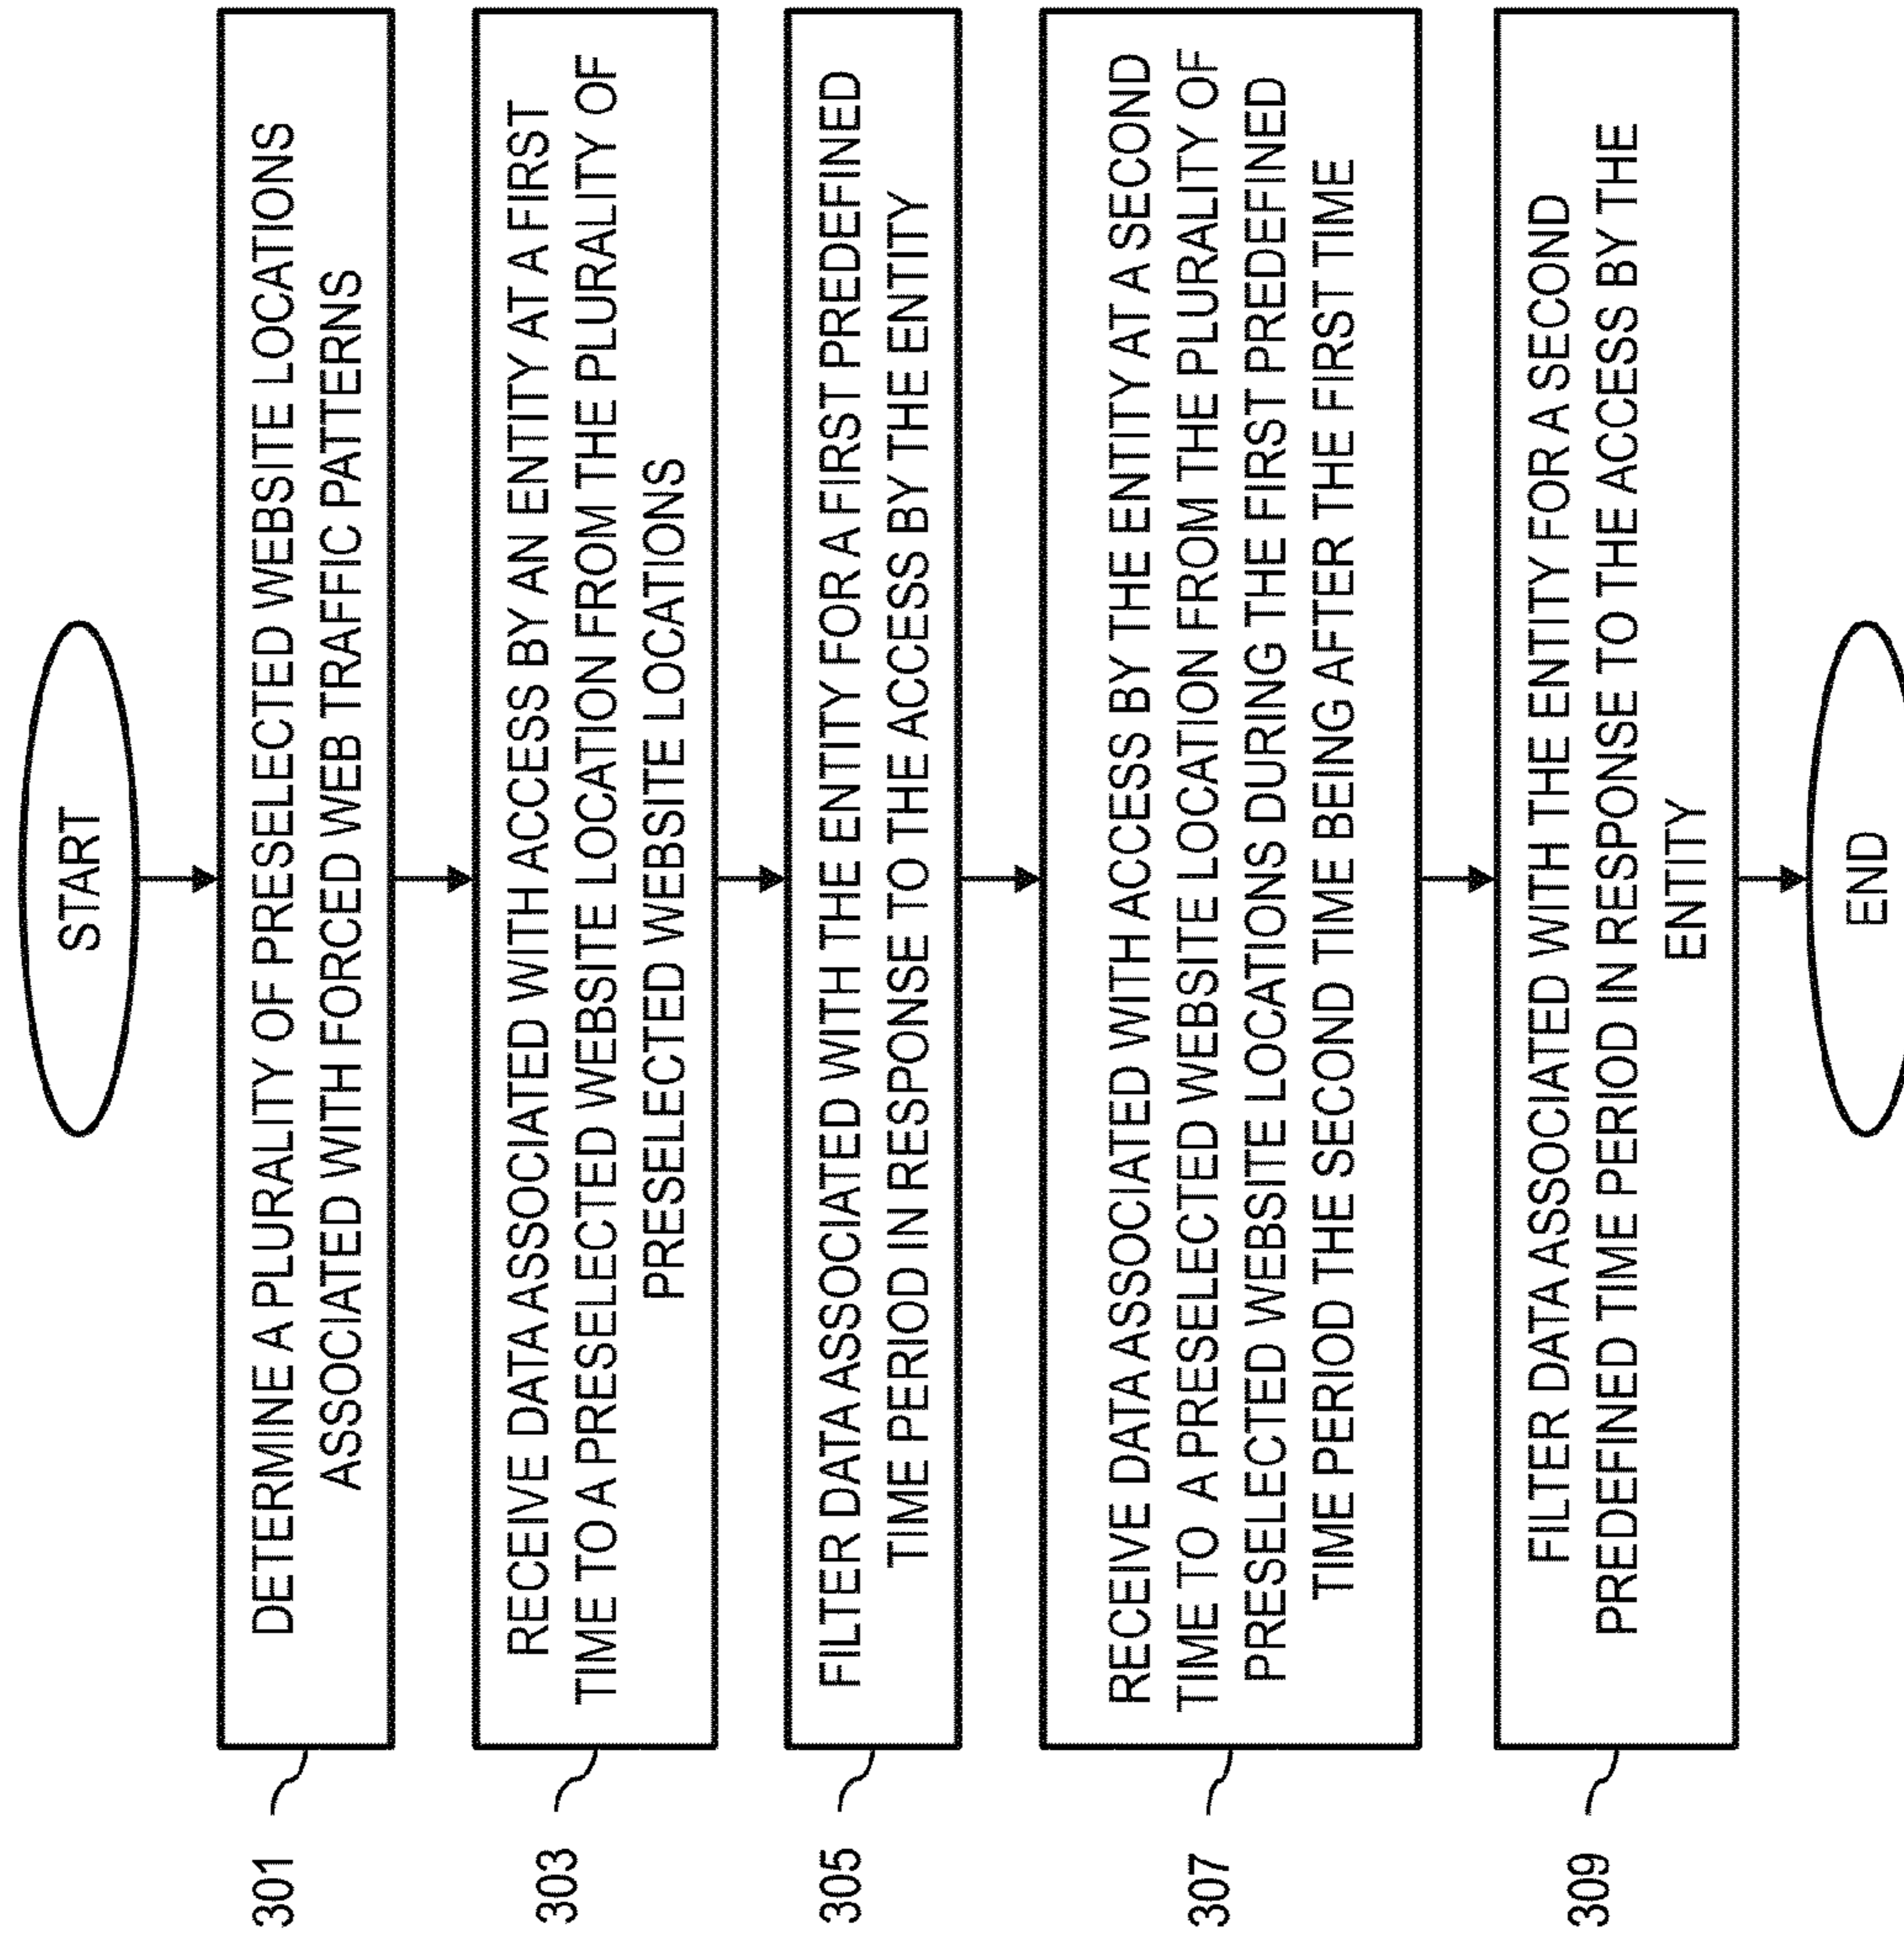 START
301
DETERMINE A PLURALITY OF PRESELECTED WEBSITE LOCATIONS
ASSOCIATED WITH FORCED WEB TRAFFIC PATTERNS
303
RECEIVE DATA ASSOCIATED WITH ACCESS BY AN ENTITY AT A FIRST
TIME TO A PRESELECTED WEBSITE LOCATION FROM THE PLURALITY OF
PRESELECTED WEBSITE LOCATIONS
305
FILTER DATA ASSOCIATED WITH THE ENTITY FOR A FIRST PREDEFINED
TIME PERIOD IN RESPONSE TO THE ACCESS BY THE ENTITY
307
RECEIVE DATA ASSOCIATED WITH ACCESS BY THE ENTITY AT A SECOND
TIME TO A PRESELECTED WEBSITE LOCATION FROM THE PLURALITY OF
PRESELECTED WEBSITE LOCATIONS DURING THE FIRST PREDEFINED
TIME PERIOD THE SECOND TIME BEING AFTER THE FIRST TIME
309
FILTER DATA ASSOCIATED WITH THE ENTITY FOR A SECOND
PREDEFINED TIME PERIOD IN RESPONSE TO THE ACCESS BY THE
ENTITY
END